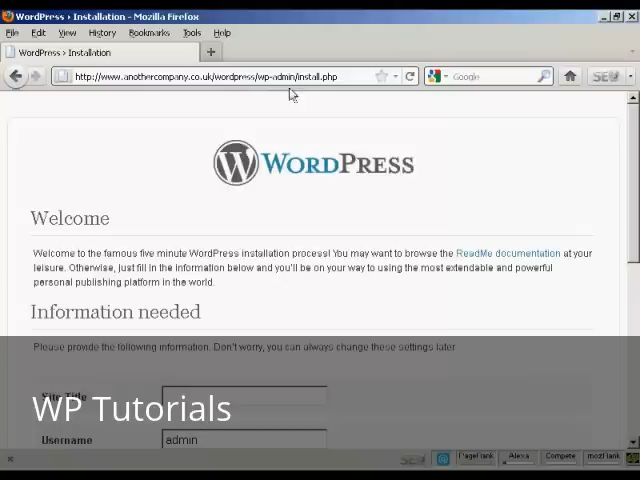 WordPress › Installation - Mozilla Firefox
File Edit View History Bookmarks Tools Help
WordPress › Installation
http://www.anothercompany.co.uk/wordpress/wp-admin/install.php
Google
SEO
WORDPRESS
Welcome
Welcome to the famous five minute WordPress installation process! You may want to browse the ReadMe documentation at your
leisure. Otherwise, just fill in the information below and you'll be on your way to using the most extendable and powerful
personal publishing platform in the world.
Information needed
Please provide the following information. Don't worry, you can always change these settings later
Site Title
WP Tutorials
Username admin
SEO PageRank Alexa Compete mozRank